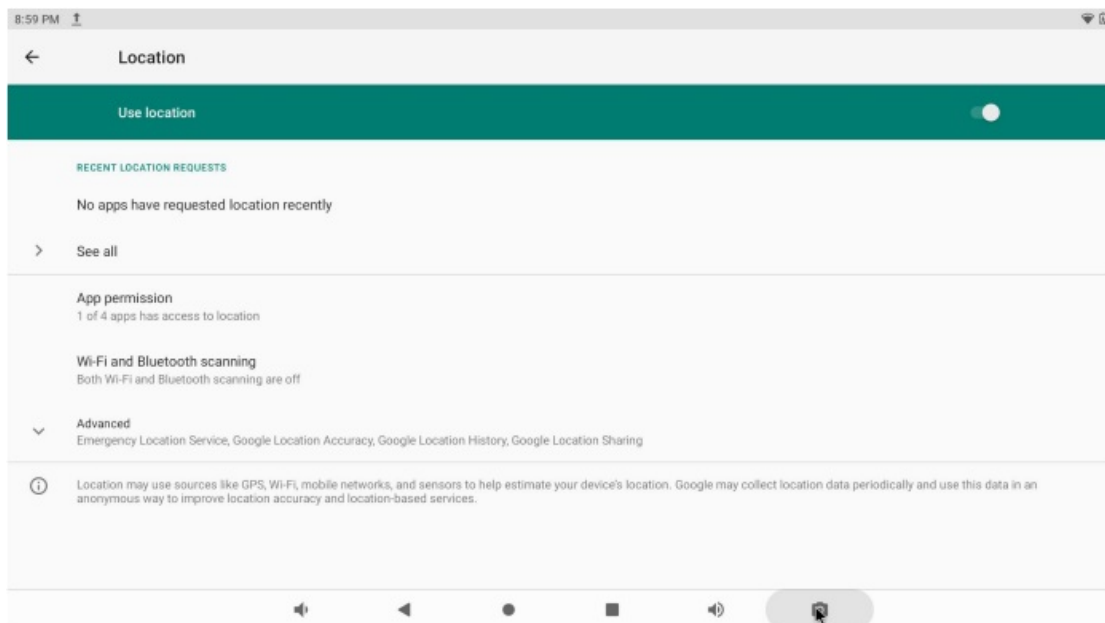 8:59 PM
Location
Use location
RECENT LOCATION REQUESTS
No apps have requested location recently
See all
App permission
1 of 4 apps has access to location
Wi-Fi and Bluetooth scanning
Both Wi-Fi and Bluetooth scanning are off
Advanced
Emergency Location Service, Google Location Accuracy, Google Location History, Google Location Sharing
Location may use sources like GPS, Wi-Fi, mobile networks, and sensors to help estimate your device's location. Google may collect location data periodically and use this data in an
anonymous way to improve location accuracy and location-based services.